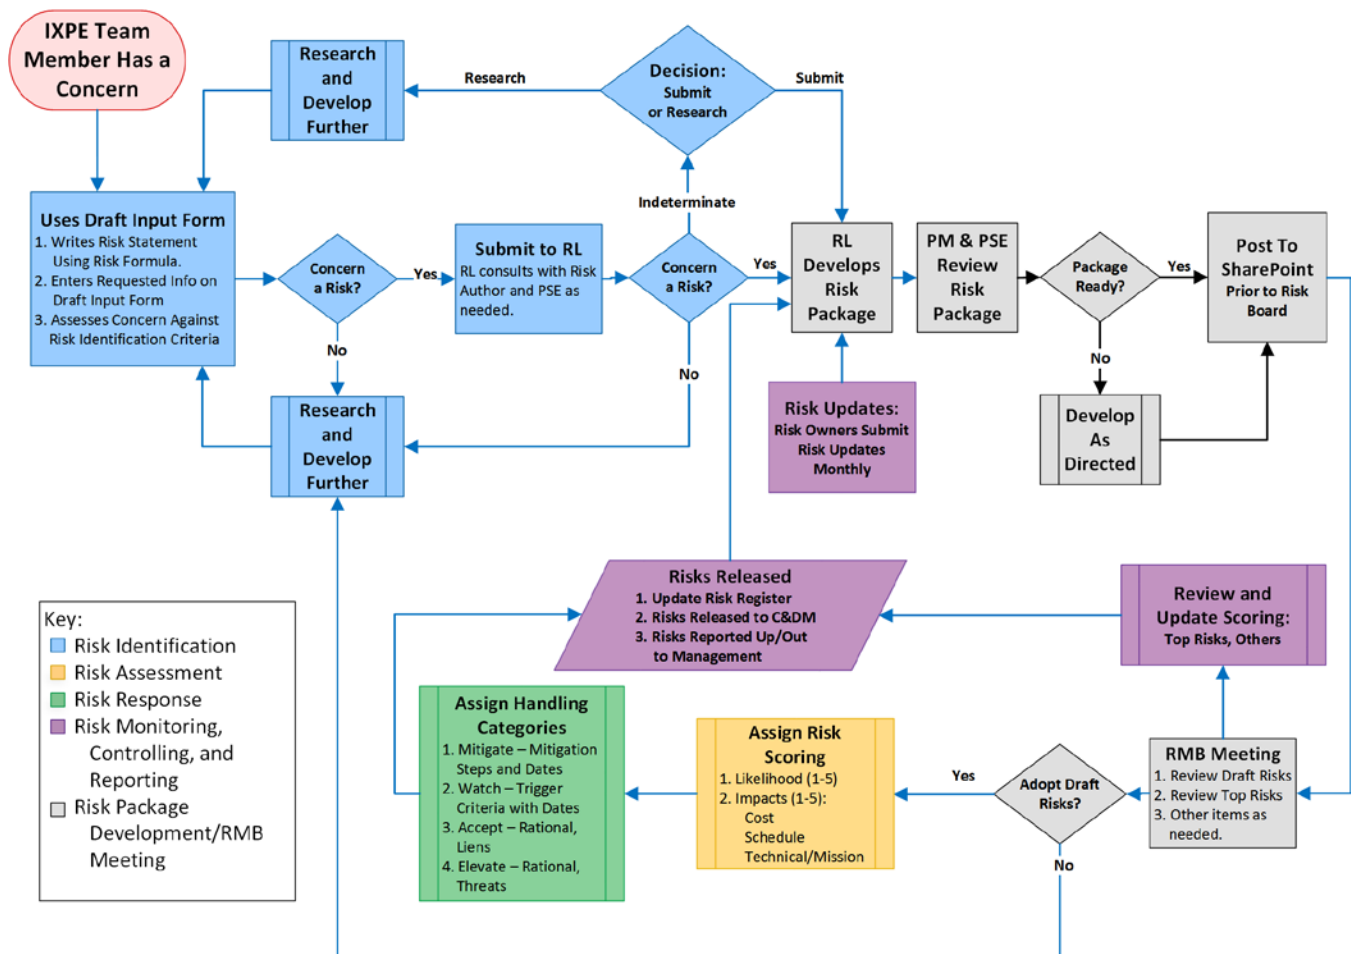 IXPE Team
Member Has a
Concern
Research
and
Develop
Further
Research
Decision:
Submit
or Research
Submit
Uses Draft Input Form
1. Writes Risk Statement
Using Risk Formula.
2. Enters Requested Info on
Draft Input Form
3. Assesses Concern Against
Risk Identification Criteria
Concern
a Risk?
Yes
No
Submit to RL
RL consults with Risk
Author and PSE as
needed.
Indeterminate
Concern
a Risk?
Yes
No
RL
Develops
Risk
Package
PM & PSE
Review
Risk
Package
Package
Ready?
Yes
No
Post To
SharePoint
Prior to Risk
Board
Research
and
Develop
Further
Risk Updates:
Risk Owners Submit
Risk Updates
Monthly
Develop
As
Directed
Risks Released
1. Update Risk Register
2. Risks Released to C&DM
3. Risks Reported Up/Out
to Management
Review and
Update Scoring:
Top Risks, Others
Key:
Risk Identification
Risk Assessment
Risk Response
Risk Monitoring,
Controlling, and
Reporting
Risk Package
Development/RMB
Meeting
Assign Handling
Categories
1. Mitigate – Mitigation
Steps and Dates
2. Watch – Trigger
Criteria with Dates
3. Accept – Rational,
Liens
4. Elevate – Rational,
Threats
Assign Risk
Scoring
1. Likelihood (1-5)
2. Impacts (1-5):
Cost
Schedule
Technical/Mission
Yes
Adopt Draft
Risks?
No
RMB Meeting
1. Review Draft Risks
2. Review Top Risks
3. Other items as
needed.